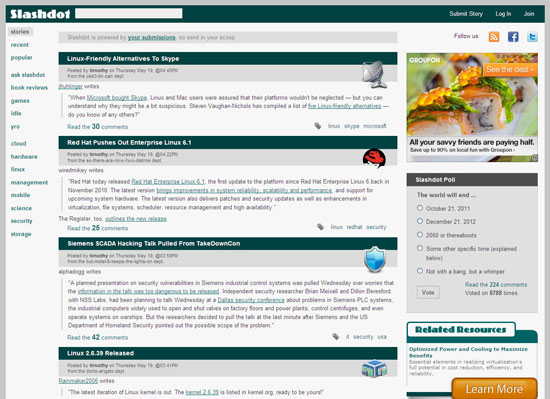 Slashdot
Submit Story Log In Join
stories
recent
popular
ask slashdot
book reviews
games
idle
yro
cloud
hardware
linux
management
mobile
science
security
storage
Slashdot is powered by your submissions, so send in your scoop
Linux-Friendly Alternatives To Skype
Posted by timothy on Thursday May 19, @04:40PM
from the dept.
jfruhlinger writes
"When Microsoft bought Skype, Linux and Mac users were assured that their platforms wouldn't be neglected — but you can
understand why they might be a bit suspicious. Steven Vaughan-Nichols has compiled a list of five Linux-friendly alternatives —
do you know of any others?"
Read the 30 comments
linux skype microsoft
Red Hat Pushes Out Enterprise Linux 6.1
Posted by timothy on Thursday May 19, @04:22PM
from the dept.
wiredmikey writes
"Red Hat today released Red Hat Enterprise Linux 6.1, the first update to the platform since Red Hat Enterprise Linux 6 back in
November 2010. The latest version brings improvements in system reliability, scalability and performance, and support for
upcoming system hardware. The latest version also delivers patches and security updates as well as enhancements in
virtualization, file systems, scheduler, resource management and high availability."
The Register, too, outlines the new release.
Read the 25 comments
linux redhat security
Siemens SCADA Hacking Talk Pulled From TakeDownCon
Posted by timothy on Thursday May 19, @03:59PM
from the dept.
alphadogg writes
"A planned presentation on security vulnerabilities in Siemens industrial control systems was pulled Wednesday over worries that
the information in the talk was too dangerous to be released. Independent security researcher Brian Meixell and Dillon Beresford,
with NSS Labs, had been planning to talk Wednesday at a Dallas security conference about problems in Siemens PLC systems,
the industrial computers widely used to open and shut valves on factory floors and power plants, control centrifuges, and even
operate systems on warships. But the researchers decided to pull the talk at the last minute after Siemens and the US
Department of Homeland Security pointed out the possible scope of the problem."
Read the 42 comments
it security usa
Linux 2.6.39 Released
Posted by timothy on Thursday May 19, @03:41PM
from the dept.
Rainmaker2006 writes
"The latest iteration of Linux kernel is out. The kernel 2.6.39 is listed in kernel.org, ready to be yours!"
Follow us:
GROUPON
See the deal ›
All your savvy friends are paying half.
Save up to 90% on local fun with Groupon ›
Slashdot Poll
The world will end ...
October 21, 2011
December 21, 2012
2060 or thereabouts
Some other specific time (explained
below)
Not with a bang, but a whimper
Vote
Read the 224 comments
Voted on 8788 times.
Related Resources
Optimized Power and Cooling to Maximize
Benefits
Essential elements in realizing virtualization's
full potential in cost reduction, efficiency, and
reliability.
Learn More